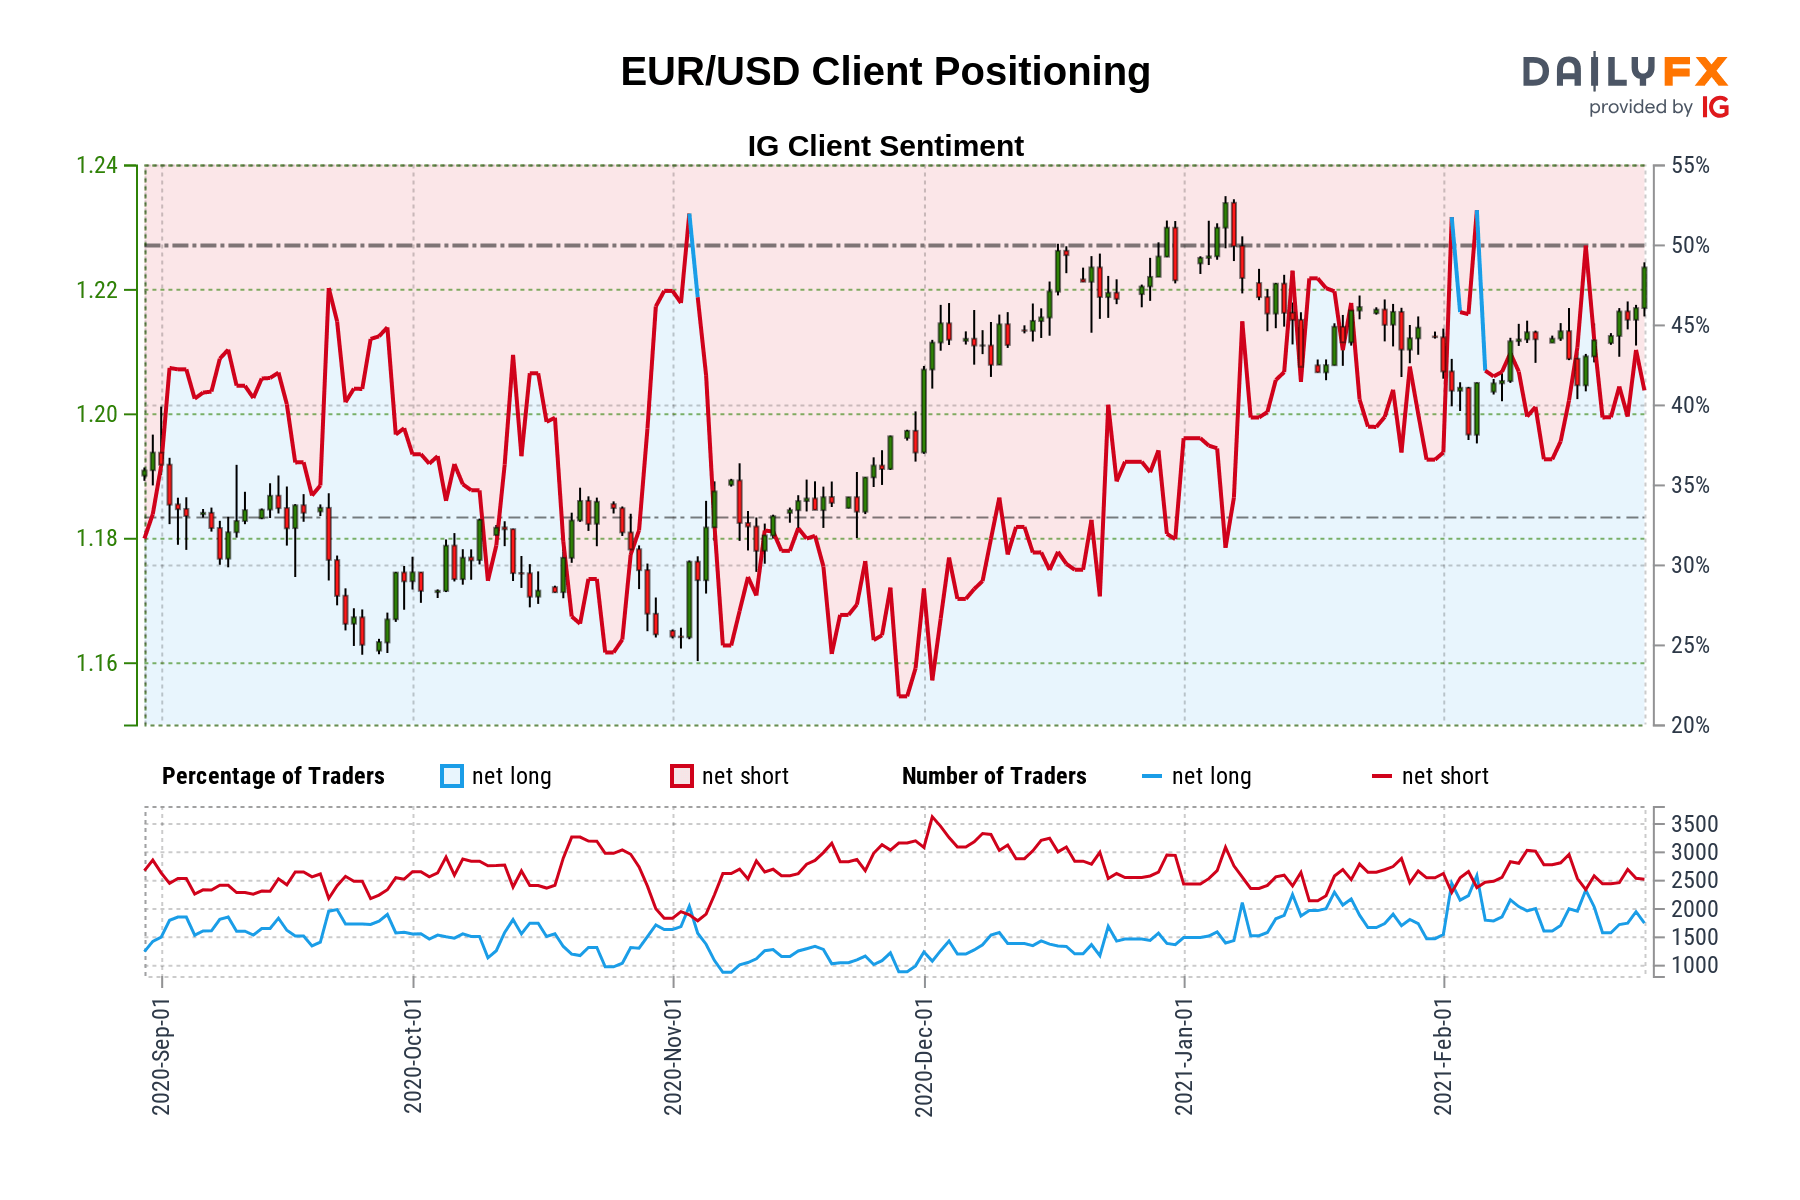 EUR/USD Client Positioning
DAILYFX
provided by IG
IG Client Sentiment
1.24
1.22
1.20
1.18
1.16
55%
50%
45%
40%
35%
30%
25%
20%
Percentage of Traders net long net short Number of Traders net long net short
3500
3000
2500
2000
1500
1000
2020-Sep-01
2020-Oct-01
2020-Nov-01
2020-Dec-01
2021-Jan-01
2021-Feb-01